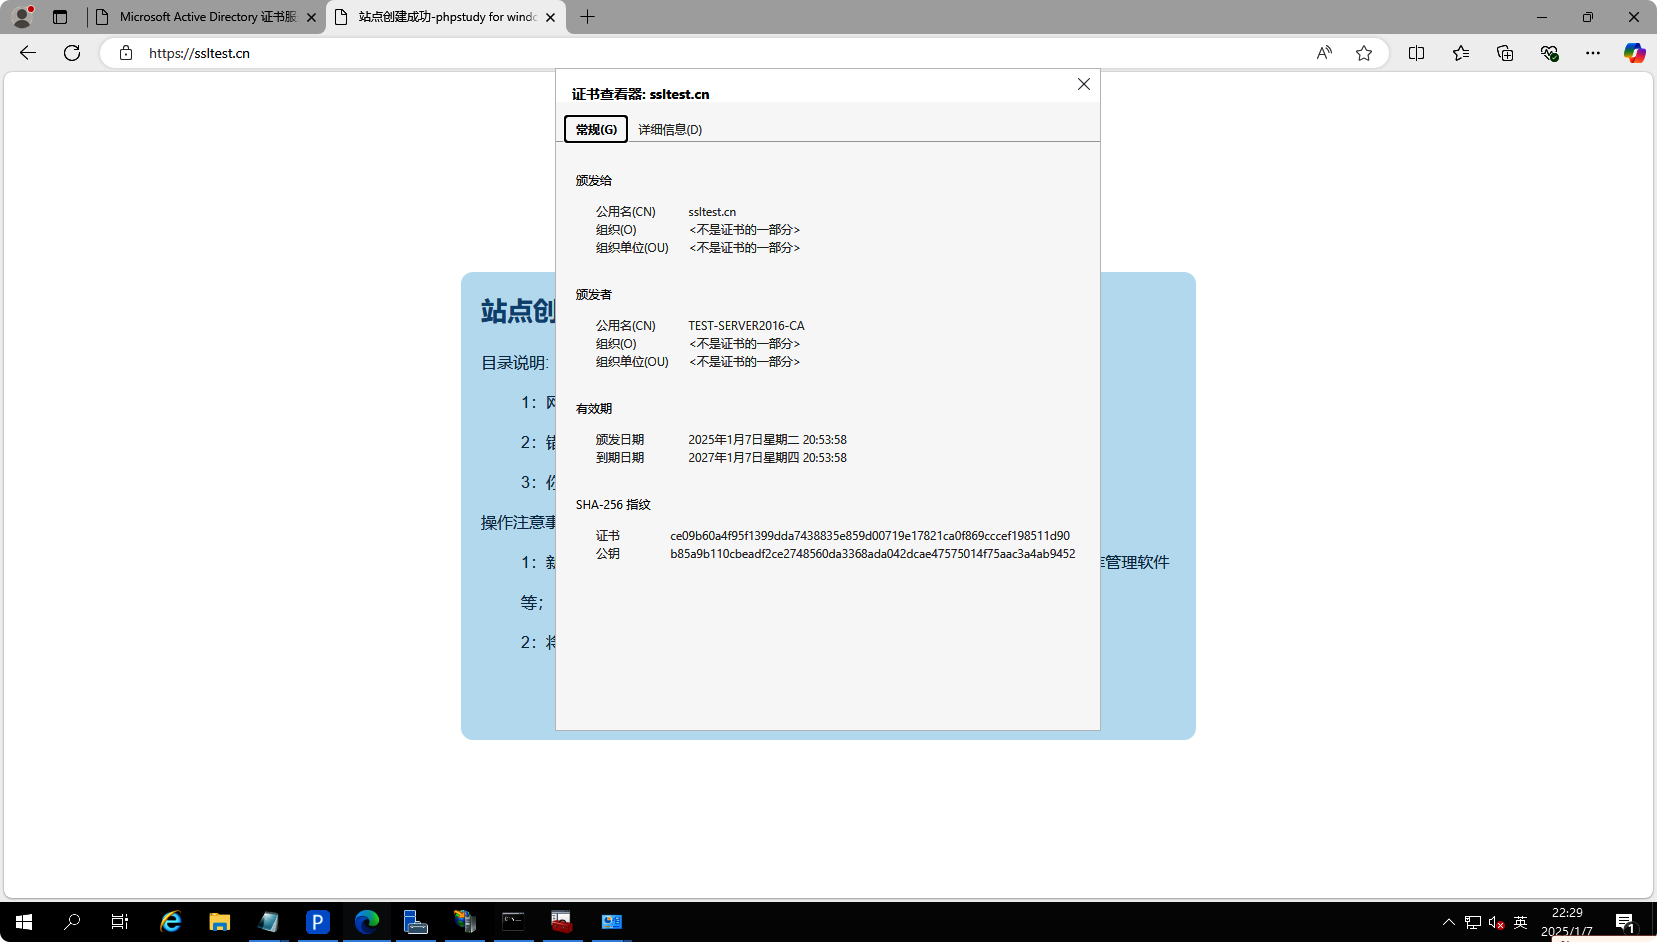 Microsoft Active Directory 证书服
站点创建成功-phpstudy for windo
https://ssltest.cn
证书查看器: ssltest.cn
常规(G)
详细信息(D)
颁发给
公用名(CN) ssltest.cn
组织(O) <不是证书的一部分>
组织单位(OU) <不是证书的一部分>
颁发者
公用名(CN) TEST-SERVER2016-CA
组织(O) <不是证书的一部分>
组织单位(OU) <不是证书的一部分>
有效期
颁发日期 2025年1月7日星期二 20:53:58
到期日期 2027年1月7日星期四 20:53:58
SHA-256 指纹
证书 ce09b60a4f95f1399dda7438835e859d00719e17821ca0f869cccef198511d90
公钥 b85a9b110cbeadf2ce2748560da3368ada042dcae47575014f75aac3a4ab9452
站点创
目录说明:
1：网
2：错
3：你
操作注意事
1：新
作管理软件
等；
2：将
英
22:29
2025/1/7
1